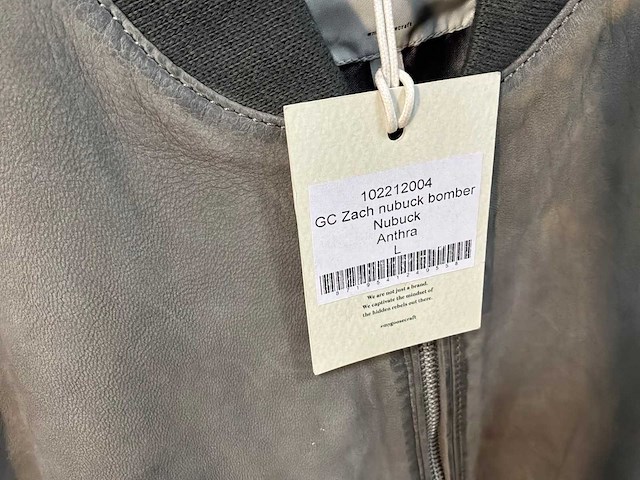 102212004
GC Zach nubuck bomber
Nubuck
Anthra
L
We are not just a brand.
We captivate the mindset of
the hidden rebels out there.
#mrgoosecraft